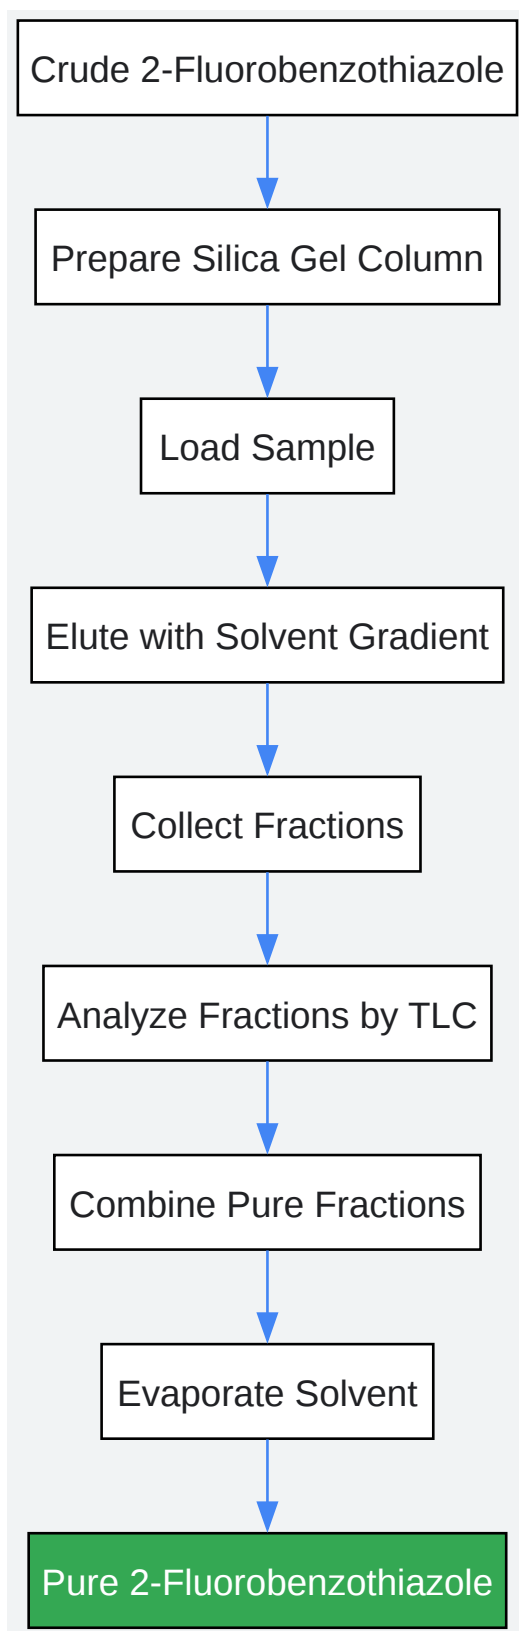 Crude 2-Fluorobenzothiazole
Prepare Silica Gel Column
Load Sample
Elute with Solvent Gradient
Collect Fractions
Analyze Fractions by TLC
Combine Pure Fractions
Evaporate Solvent
Pure 2-Fluorobenzothiazole